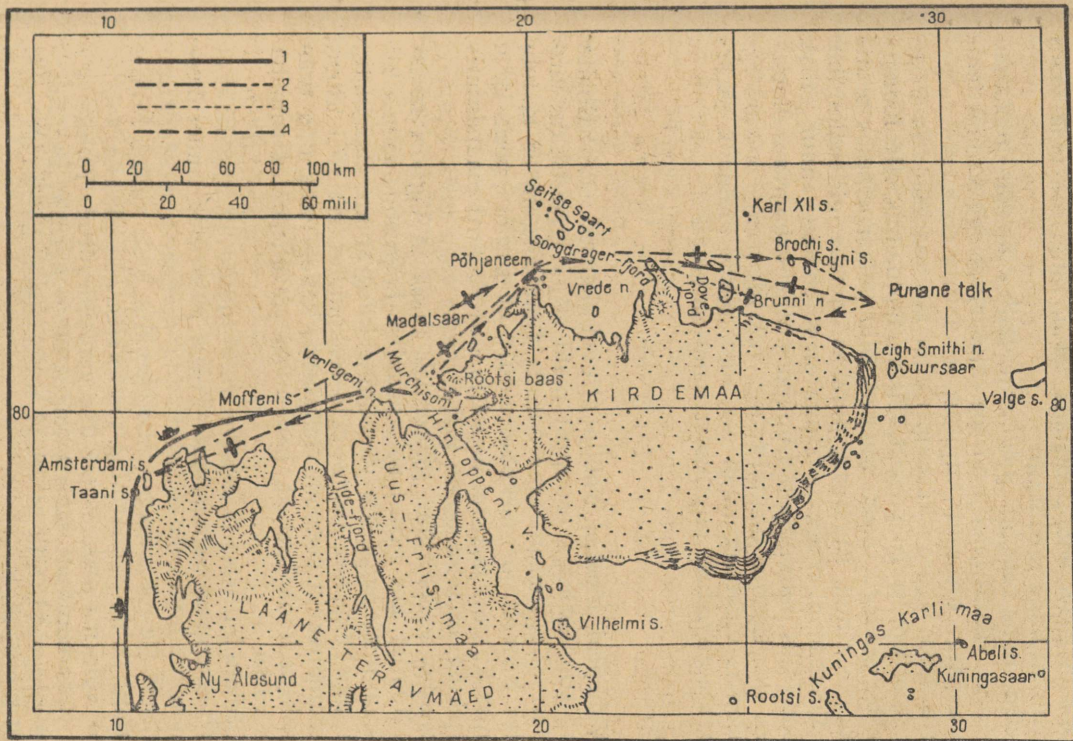 10
20
30
1
2
3
4
0 20 40 60 80 100 km
0 20 40 60 miili
Seitse saart
Karl XII s.
Sorgdrager-fjord
Brochi s.
Foyni s.
Põhjaneem
Vrede n
Dove-
fjord
Brunni n
Punane telk
Madalsaar
Verlegeni n.
Murchisoni l.
Leigh Smithi n.
Suursaar
Rootsi baas
KIRDEMAA
Moffeni s.
Valge s.
80
80
Amsterdami s.
Taani s.
Hinloppeni v.
Vijde-fjord
Uus-Friisimaa
LÄÄNE-TERAVMÄED
Vilhelmi s.
Kuningas Karli maa
Abeli s.
Kuningasaar
Ny-Ålesund
Rootsi s.
10
20
30